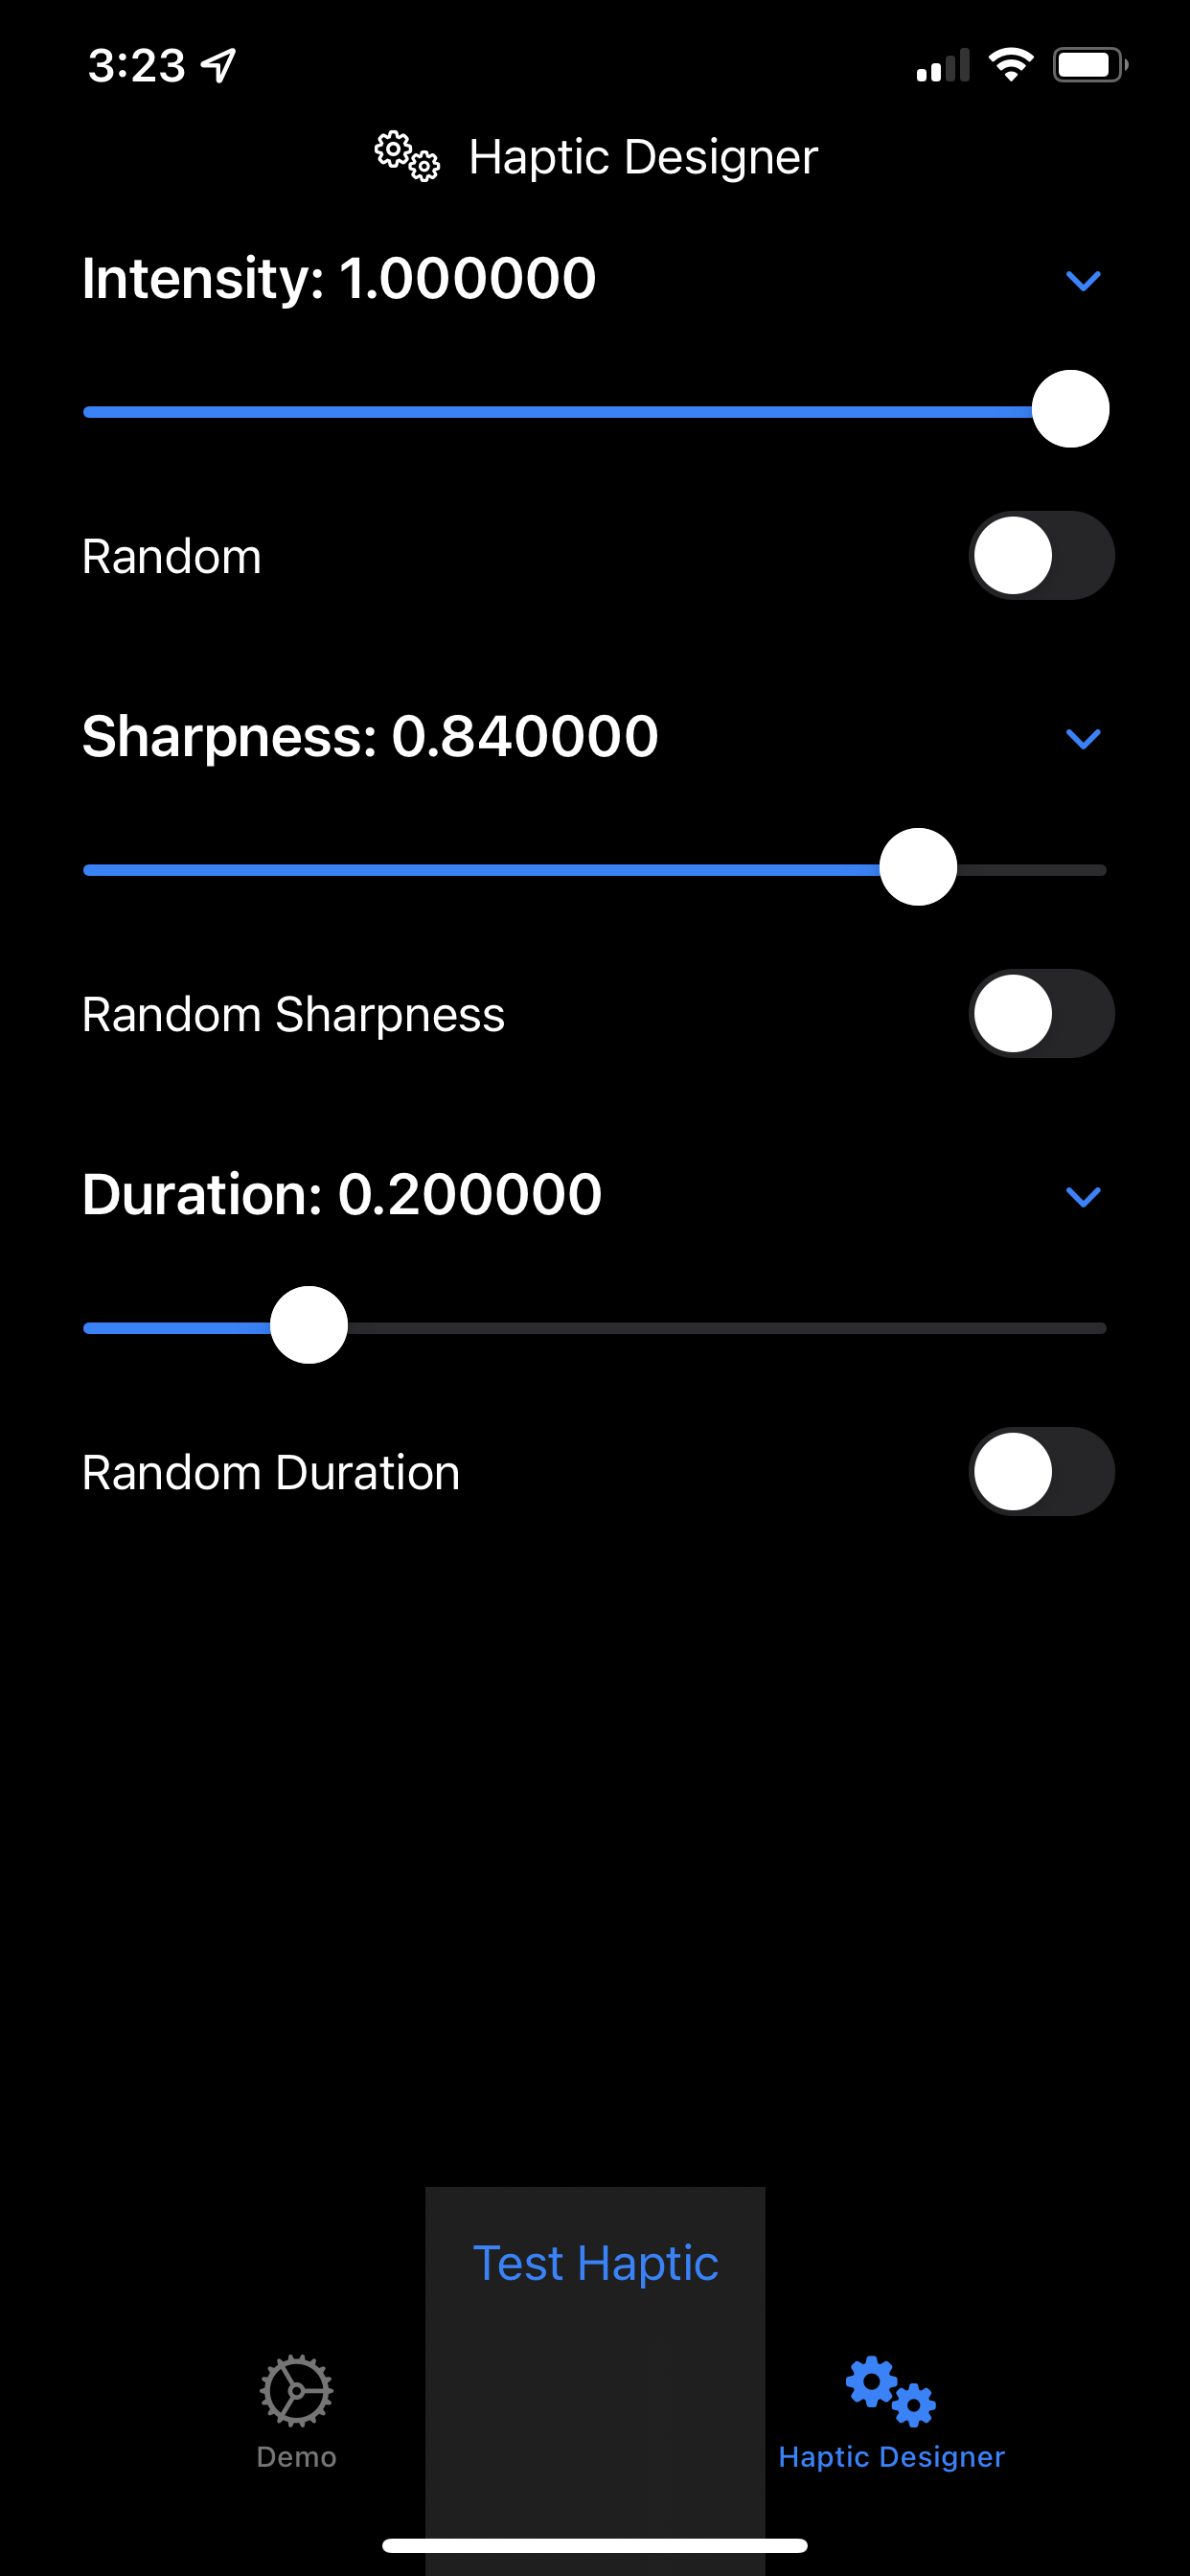 3:23
Haptic Designer
Intensity: 1.000000
Random
Sharpness: 0.840000
Random Sharpness
Duration: 0.200000
Random Duration
Test Haptic
Demo
Haptic Designer